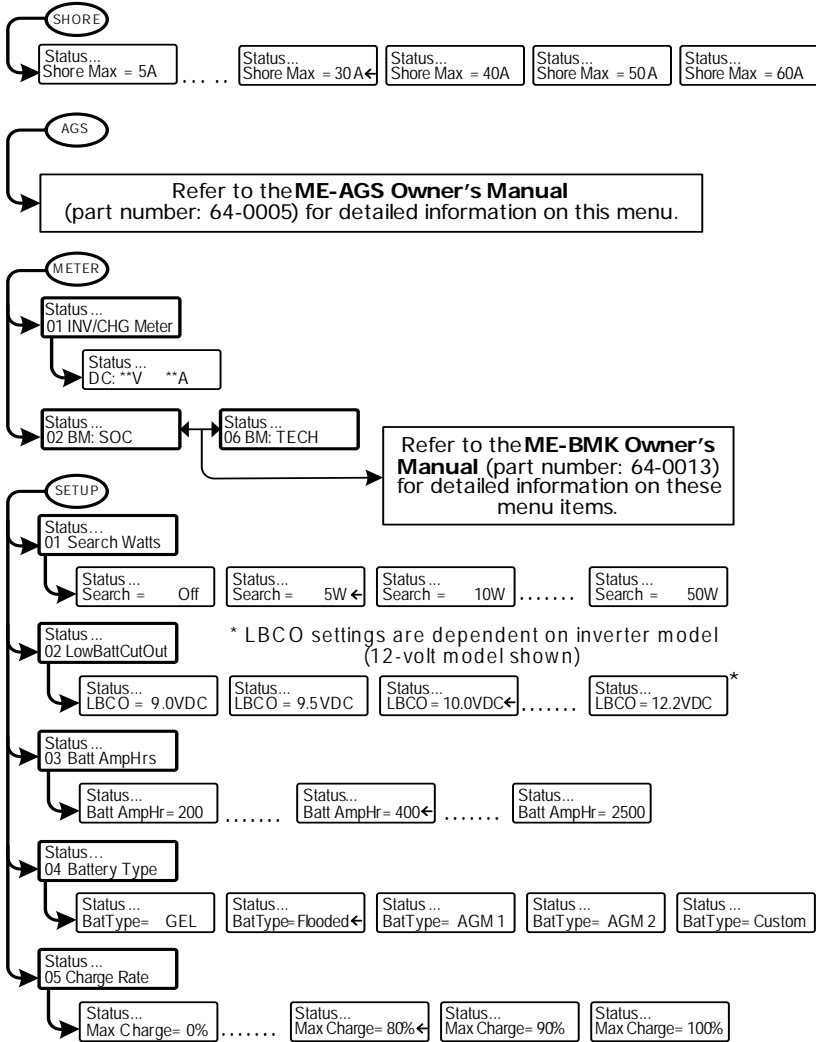 SHORE
Status...
Shore Max = 5A
.... ..
Status...
Shore Max = 30A←
Status...
Shore Max = 40A
Status...
Shore Max = 50A
Status...
Shore Max = 60A
AGS
Refer to the ME-AGS Owner's Manual
(part number: 64-0005) for detailed information on this menu.
METER
Status...
01 INV/CHG Meter
Status...
DC: **V **A
Status...
02 BM: SOC
Status...
06 BM: TECH
Refer to the ME-BMK Owner's
Manual (part number: 64-0013)
for detailed information on these
menu items.
SETUP
Status...
01 Search Watts
Status...
Search = Off
Status...
Search = 5W←
Status...
Search = 10W
.......
Status...
Search = 50W
Status...
02 LowBattCutOut
* LBCO settings are dependent on inverter model
(12-volt model shown)
Status...
LBCO = 9.0VDC
Status...
LBCO = 9.5VDC
Status...
LBCO = 10.0VDC←
.......
Status...
LBCO = 12.2VDC
*
Status...
03 Batt AmpHrs
Status...
Batt AmpHr= 200
.......
Status...
Batt AmpHr= 400←
.......
Status...
Batt AmpHr= 2500
Status...
04 Battery Type
Status...
BatType= GEL
Status...
BatType= Flooded←
Status...
BatType= AGM 1
Status...
BatType= AGM 2
Status...
BatType= Custom
Status...
05 Charge Rate
Status...
Max Charge= 0%
.......
Status...
Max Charge= 80%←
Status...
Max Charge= 90%
Status...
Max Charge= 100%